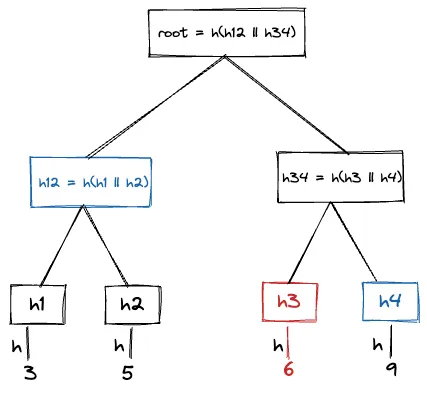 root = h(h12 || h34)
h12 = h(h1 || h2)
h34 = h(h3 || h4)
h1
h2
h3
h4
h
h
h
h
3
5
6
9